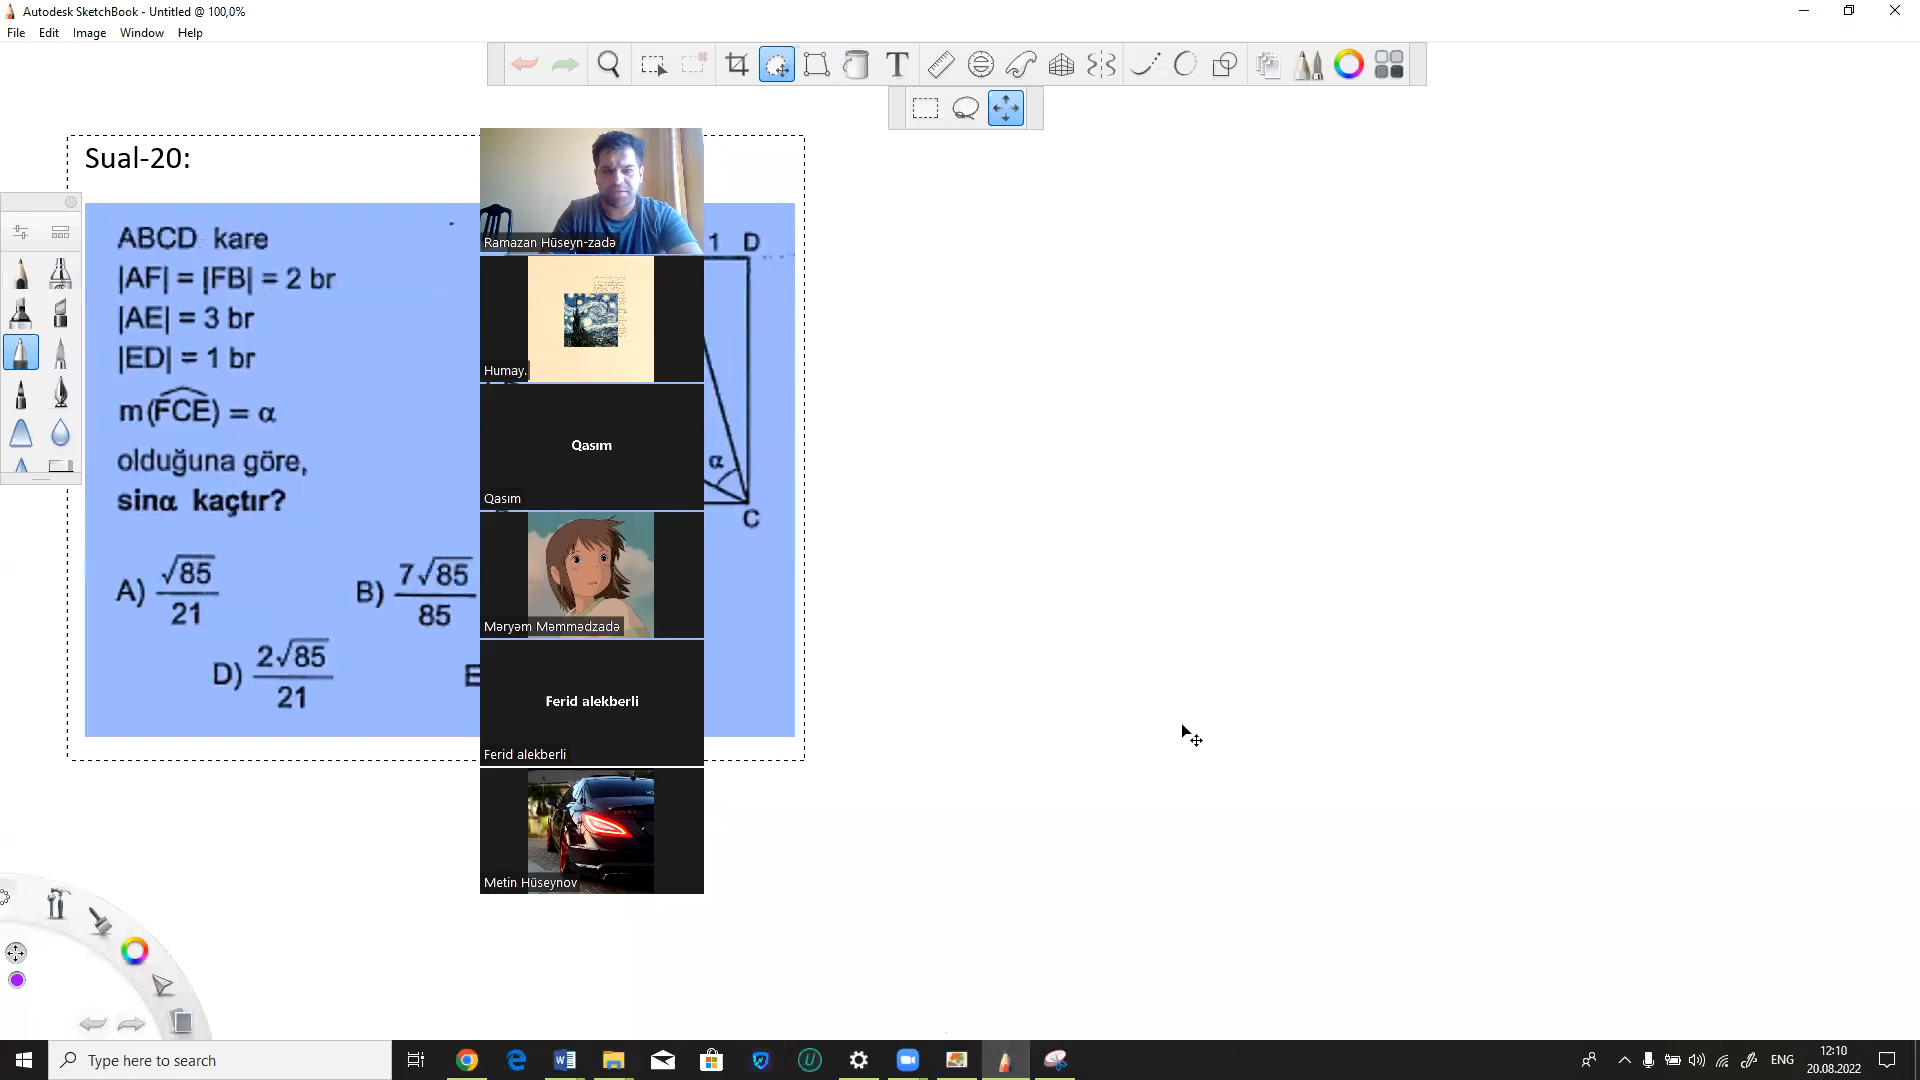 Autodesk SketchBook - Untitled @ 100,0%
File Edit Image Window Help
Sual-20:
ABCD kare
|AF| = |FB| = 2 br
|AE| = 3 br
|ED| = 1 br
m(FCE) = α
olduğuna göre,
sinα kaçtır?
A) √85/21
B) 7√85/85
D) 2√85/21
E
1 D
α
C
Ramazan Hüseyn-zadə
Humay.
Qasım
Qasım
Məryəm Məmmədzadə
Ferid alekberli
Ferid alekberli
Metin Hüseynov
Type here to search
ENG
12:10
20.08.2022